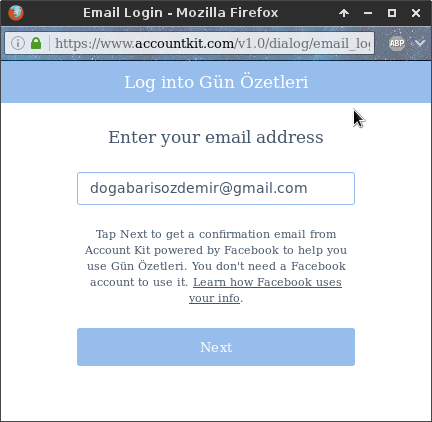 Email Login - Mozilla Firefox
https://www.accountkit.com/v1.0/dialog/email_log
ABP
Log into Gün Özetleri
Enter your email address
dogabarisozdemir@gmail.com
Tap Next to get a confirmation email from
Account Kit powered by Facebook to help you
use Gün Özetleri. You don't need a Facebook
account to use it. Learn how Facebook uses
your info.
Next